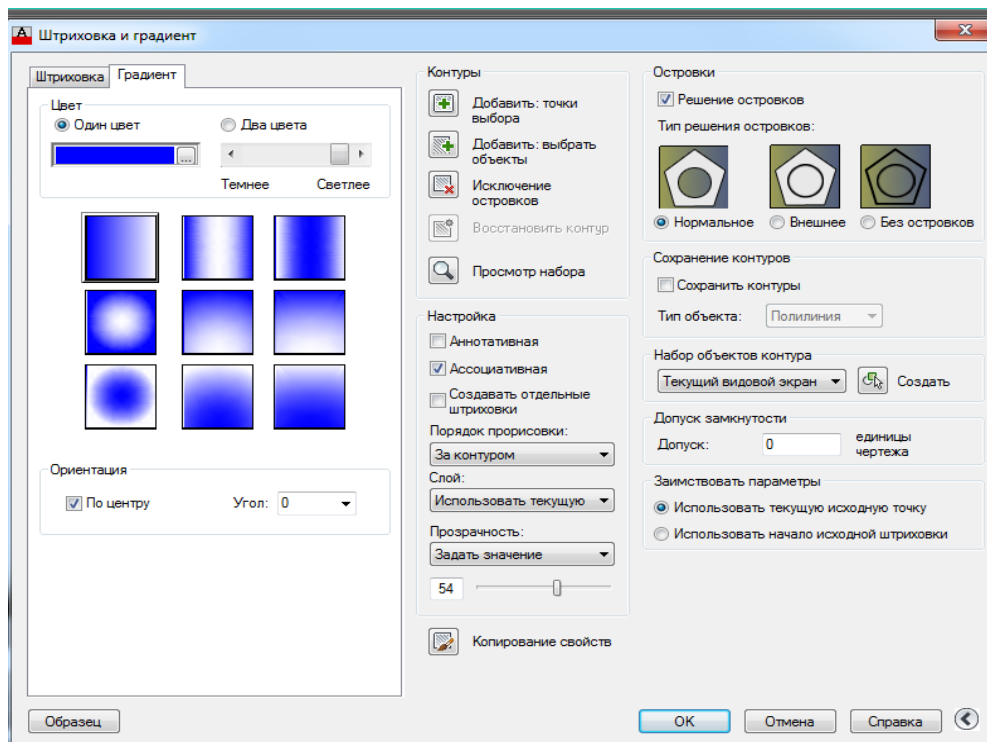 Штриховка и градиент
Штриховка
Градиент
Цвет
Один цвет
Два цвета
...
Темнее
Светлее
Ориентация
По центру
Угол:
0
Образец
Контуры
Добавить: точки
выбора
Добавить: выбрать
объекты
Исключение
островков
Восстановить контур
Просмотр набора
Настройка
Аннотативная
Ассоциативная
Создавать отдельные
штриховки
Порядок прорисовки:
За контуром
Слой:
Использовать текущую
Прозрачность:
Задать значение
54
Копирование свойств
Островки
Решение островков
Тип решения островков:
Нормальное
Внешнее
Без островков
Сохранение контуров
Сохранить контуры
Тип объекта:
Полилиния
Набор объектов контура
Текущий видовой экран
Создать
Допуск замкнутости
Допуск:
0
единицы
чертежа
Заимствовать параметры
Использовать текущую исходную точку
Использовать начало исходной штриховки
OK
Отмена
Справка